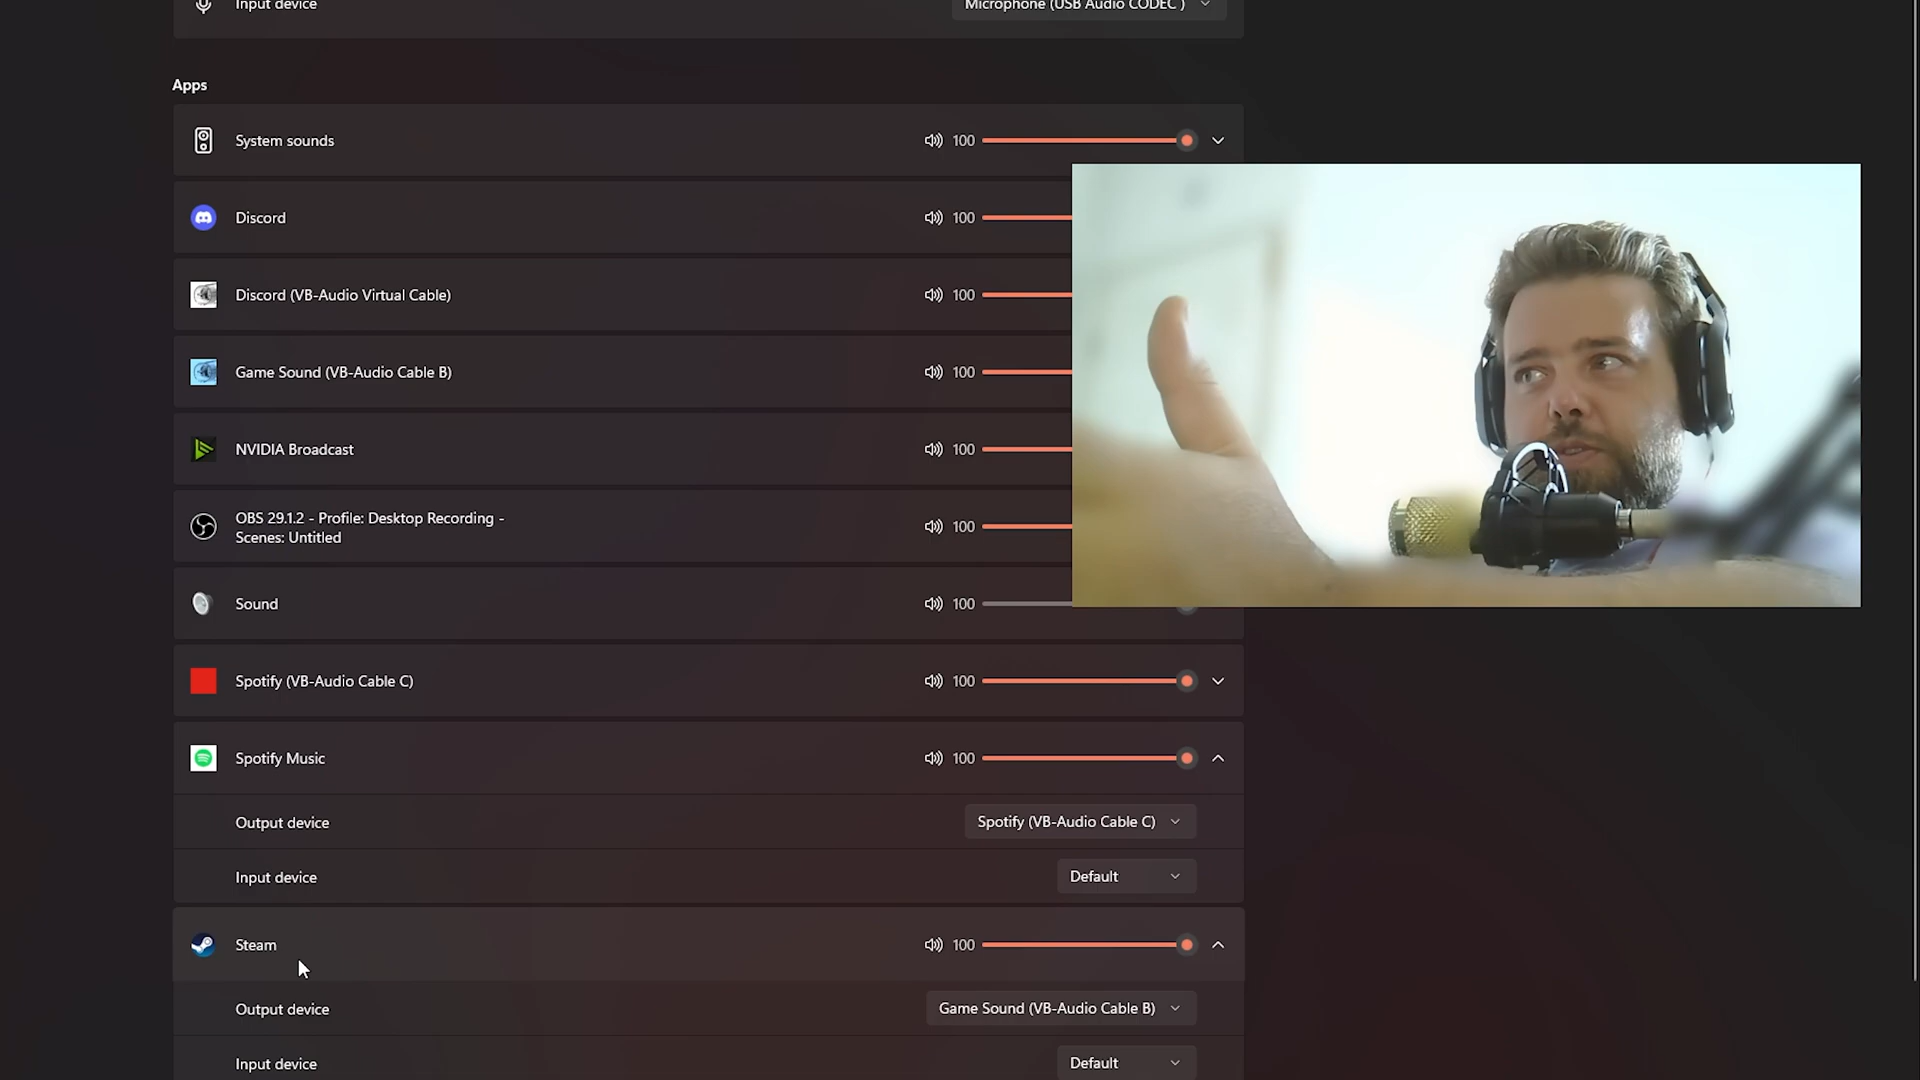 Input device
Microphone (USB Audio CODEC )
Apps
System sounds
100
Discord
100
Discord (VB-Audio Virtual Cable)
100
Game Sound (VB-Audio Cable B)
100
NVIDIA Broadcast
100
OBS 29.1.2 - Profile: Desktop Recording -
Scenes: Untitled
100
Sound
100
Spotify (VB-Audio Cable C)
100
Spotify Music
100
Output device
Spotify (VB-Audio Cable C)
Input device
Default
Steam
100
Output device
Game Sound (VB-Audio Cable B)
Input device
Default